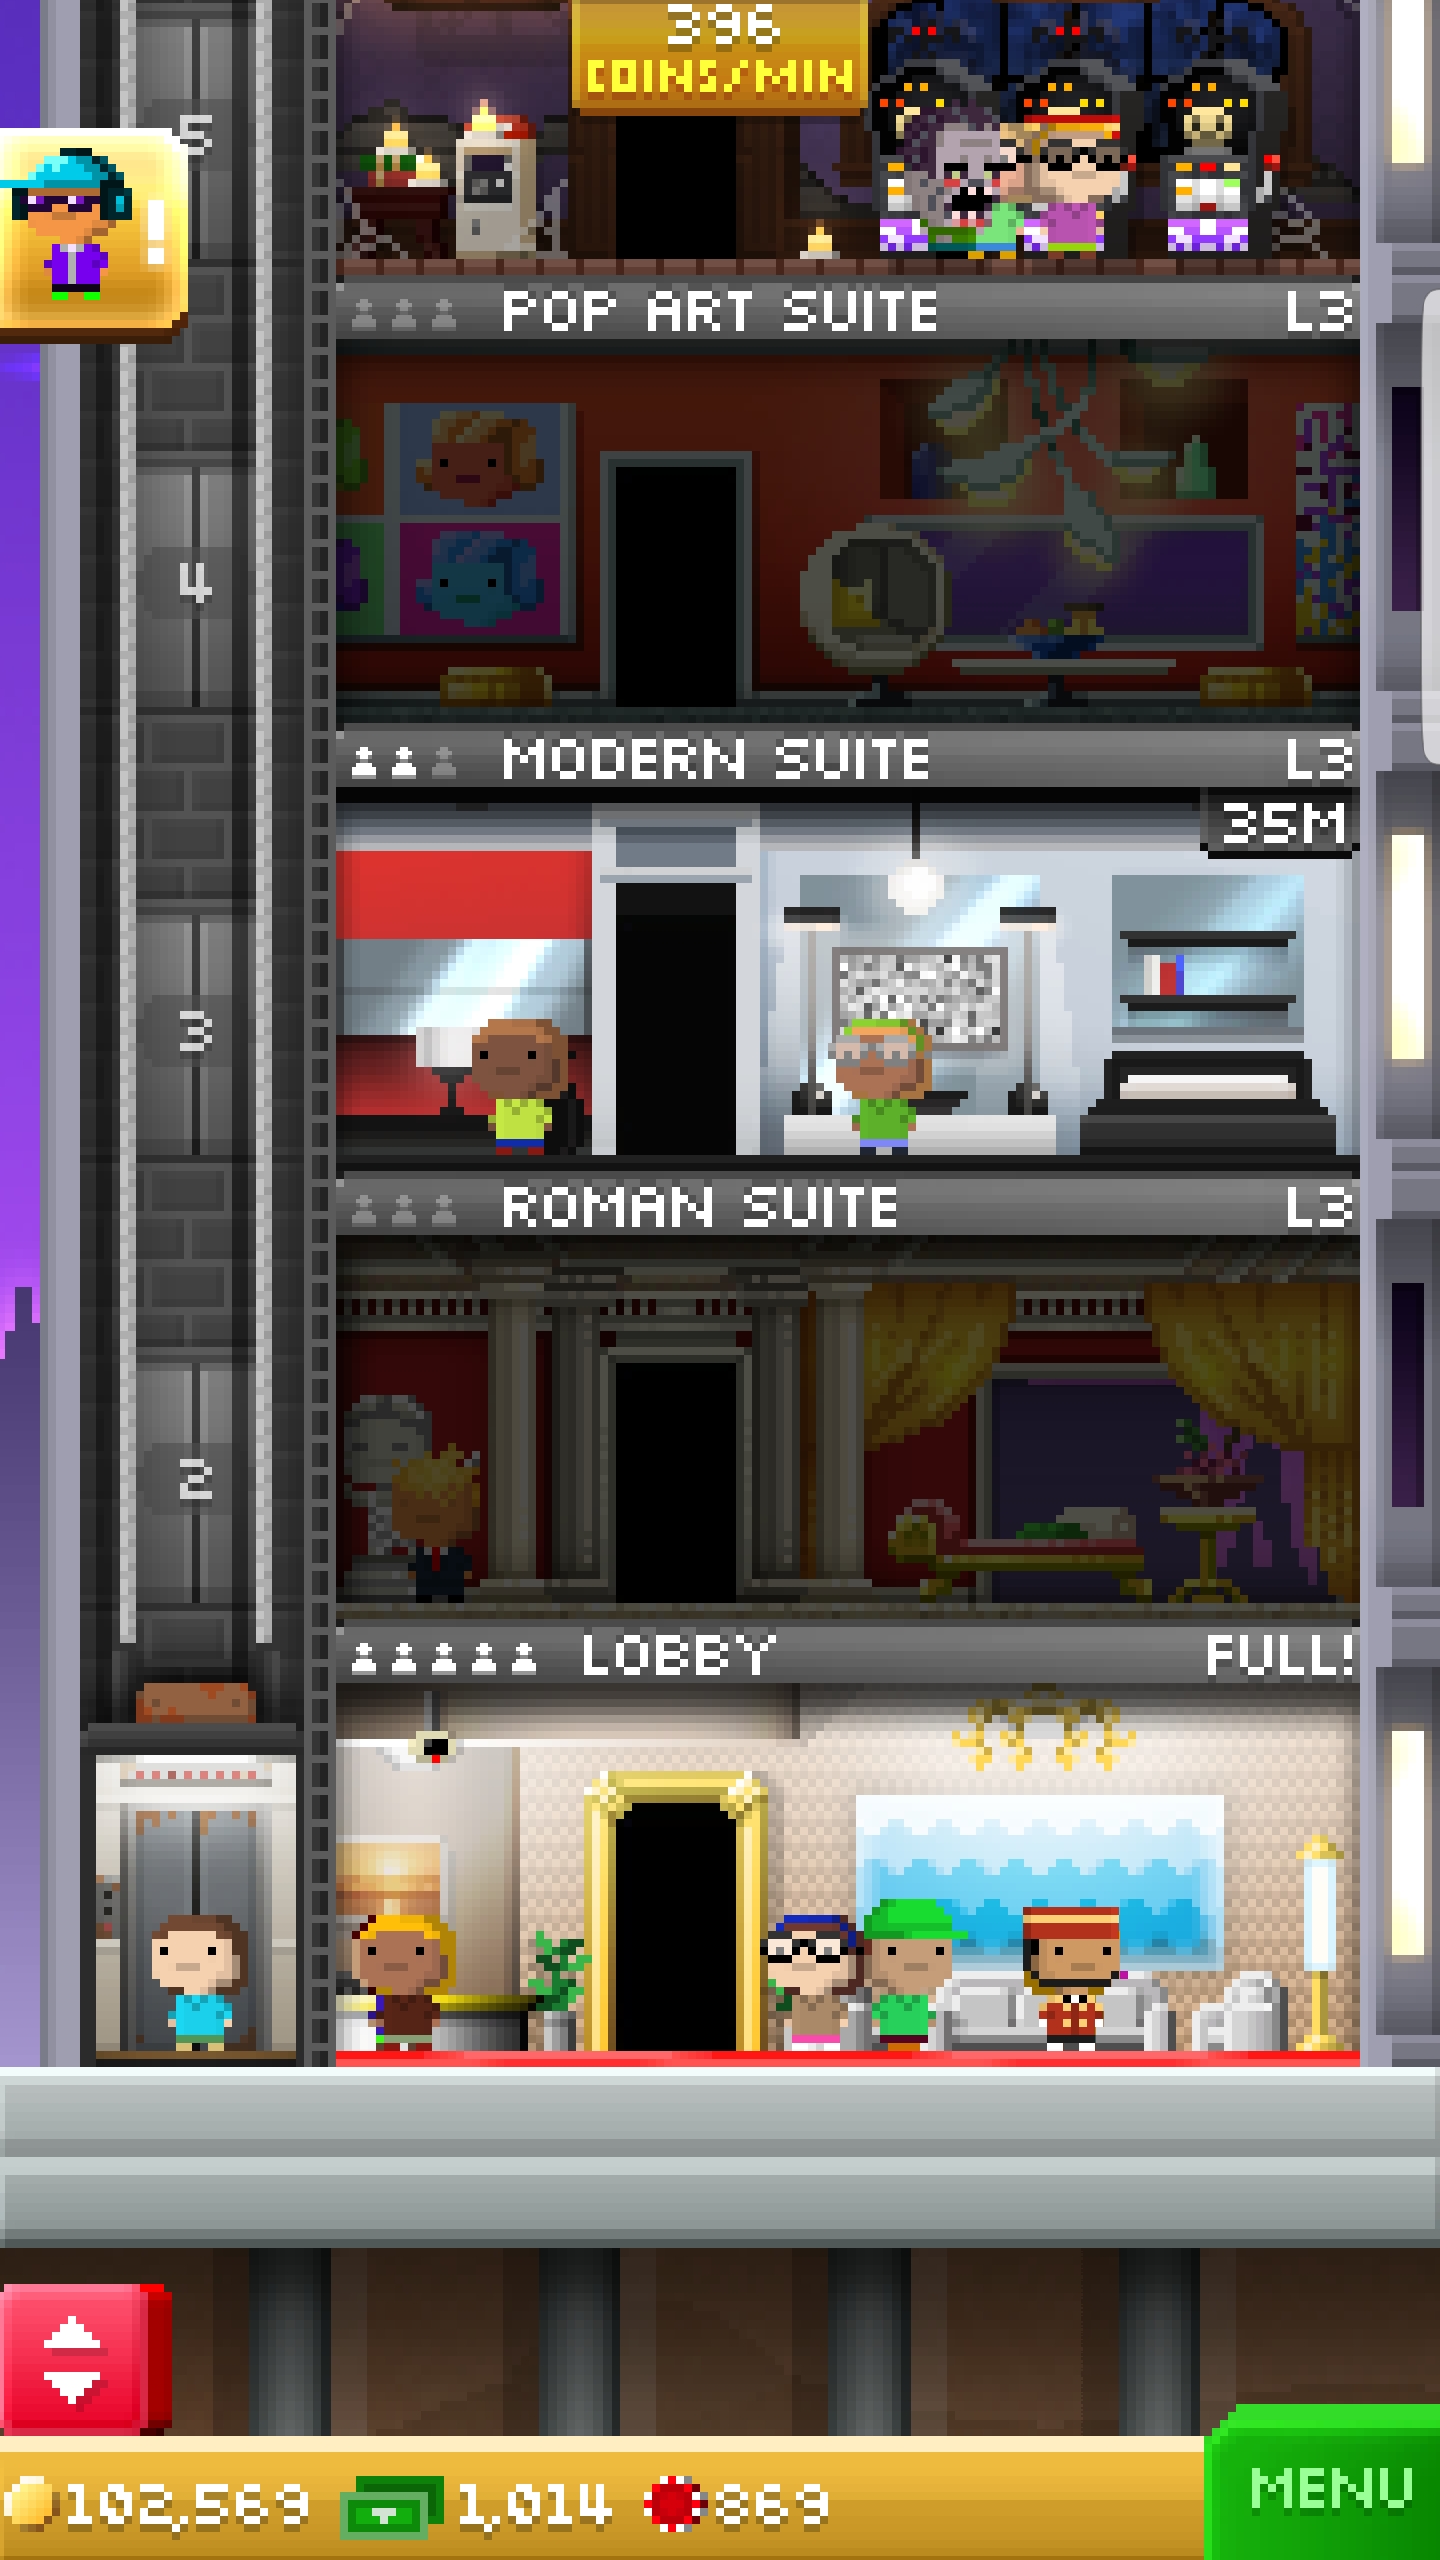 396
COINS/MIN
5
!
POP ART SUITE L3
4
MODERN SUITE L3
35M
3
ROMAN SUITE L3
2
LOBBY FULL!
102,569 1,014 869
MENU